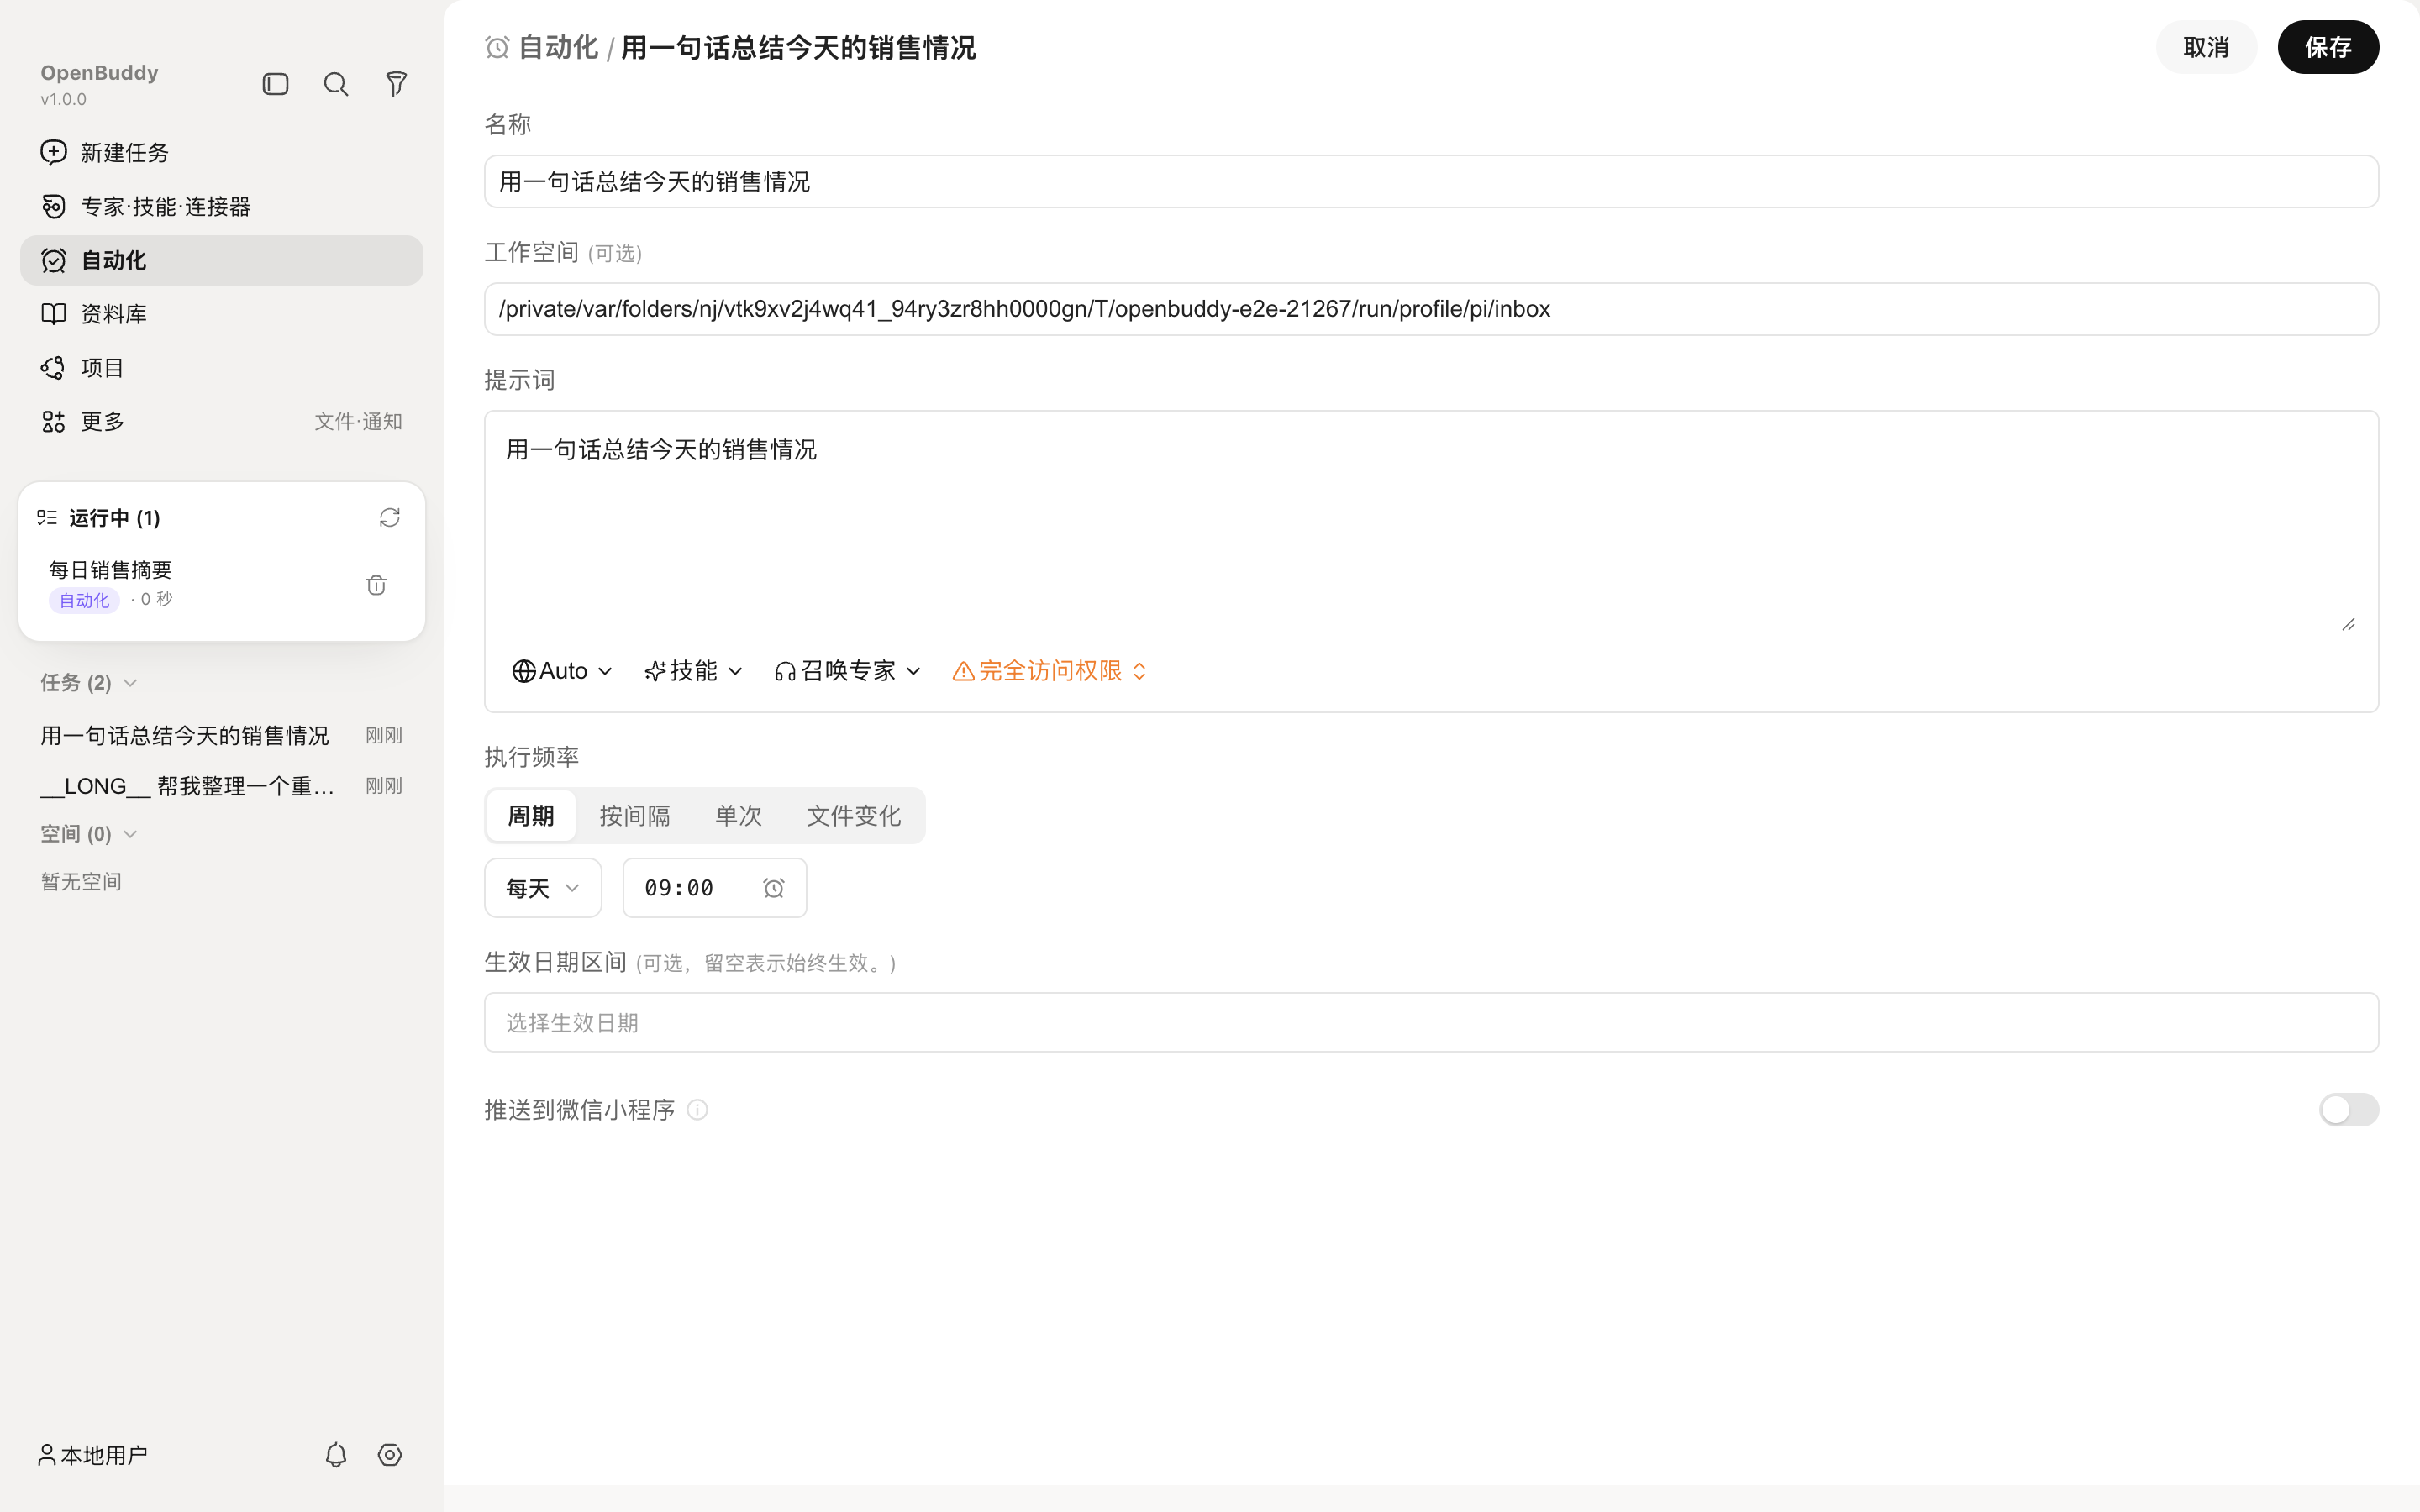 OpenBuddy
v1.0.0
新建任务
专家·技能·连接器
自动化
资料库
项目
更多 文件·通知
运行中 (1)
每日销售摘要
自动化 · 0 秒
任务 (2)
用一句话总结今天的销售情况 刚刚
__LONG__ 帮我整理一个重… 刚刚
空间 (0)
暂无空间
本地用户
自动化 / 用一句话总结今天的销售情况
取消 保存
名称
用一句话总结今天的销售情况
工作空间 (可选)
/private/var/folders/nj/vtk9xv2j4wq41_94ry3zr8hh0000gn/T/openbuddy-e2e-21267/run/profile/pi/inbox
提示词
用一句话总结今天的销售情况
Auto 技能 召唤专家 完全访问权限
执行频率
周期 按间隔 单次 文件变化
每天 09:00
生效日期区间 (可选，留空表示始终生效。)
选择生效日期
推送到微信小程序